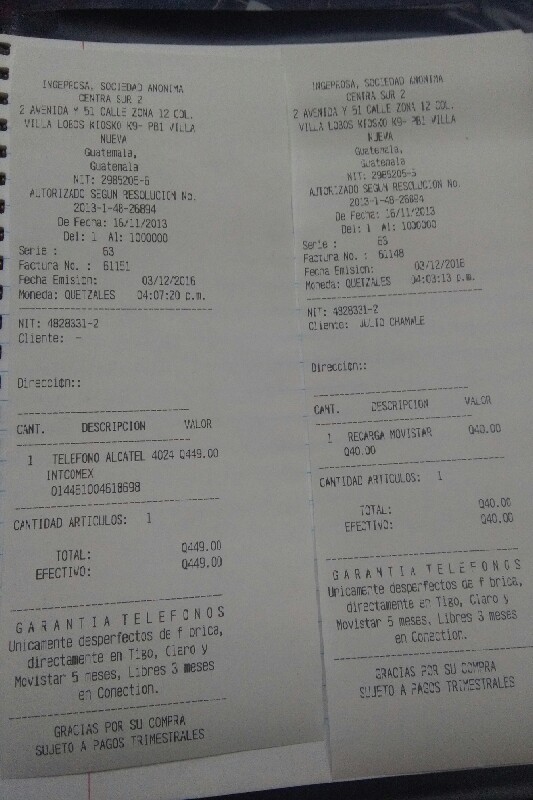 INGEPROSA, SOCIEDAD ANONIMA
CENTRA SUR 2
2 AVENIDA Y 51 CALLE ZONA 12 COL.
VILLA LOBOS KIOSKO K9- PB1 VILLA
NUEVA
Guatemala,
Guatemala
NIT: 2985205-6
AUTORIZADO SEGUN RESOLUCION No.
2013-1-48-26894
De Fecha: 16/11/2013
Del: 1 Al: 1000000
Serie : 63
Factura No. : 61151
Fecha Emision: 03/12/2016
Moneda: QUETZALES 04:07:20 p.m.
NIT: 4828331-2
Cliente: -
Dirección::
CANT. DESCRIPCION VALOR
1 TELEFONO ALCATEL 4024 Q449.00
INTCOMEX
014451004618698
CANTIDAD ARTICULOS: 1
TOTAL: Q449.00
EFECTIVO: Q449.00
G A R A N T I A T E L E F O N O S
Unicamente desperfectos de f brica,
directamente en Tigo, Claro y
Movistar 5 meses, Libres 3 meses
en Conection.
GRACIAS POR SU COMPRA
SUJETO A PAGOS TRIMESTRALES
INGEPROSA, SOCIEDAD ANONIMA
CENTRA SUR 2
2 AVENIDA Y 51 CALLE ZONA 12 COL.
VILLA LOBOS KIOSKO K9- PB1 VILLA
NUEVA
Guatemala,
Guatemala
NIT: 2985205-6
AUTORIZADO SEGUN RESOLUCION No.
2013-1-48-26894
De Fecha: 16/11/2013
Del: 1 Al: 1000000
Serie : 63
Factura No. : 61148
Fecha Emision: 03/12/2016
Moneda: QUETZALES 04:03:13 p.m.
NIT: 4828331-2
Cliente: JULIO CHAMALE
Dirección::
CANT. DESCRIPCION VALOR
1 RECARGA MOVISTAR Q40.00
Q40.00
CANTIDAD ARTICULOS: 1
TOTAL: Q40.00
EFECTIVO: Q40.00
G A R A N T I A T E L E F O N O S
Unicamente desperfectos de f brica,
directamente en Tigo, Claro y
Movistar 5 meses, Libres 3 meses
en Conection.
GRACIAS POR SU COMPRA
SUJETO A PAGOS TRIMESTRALES